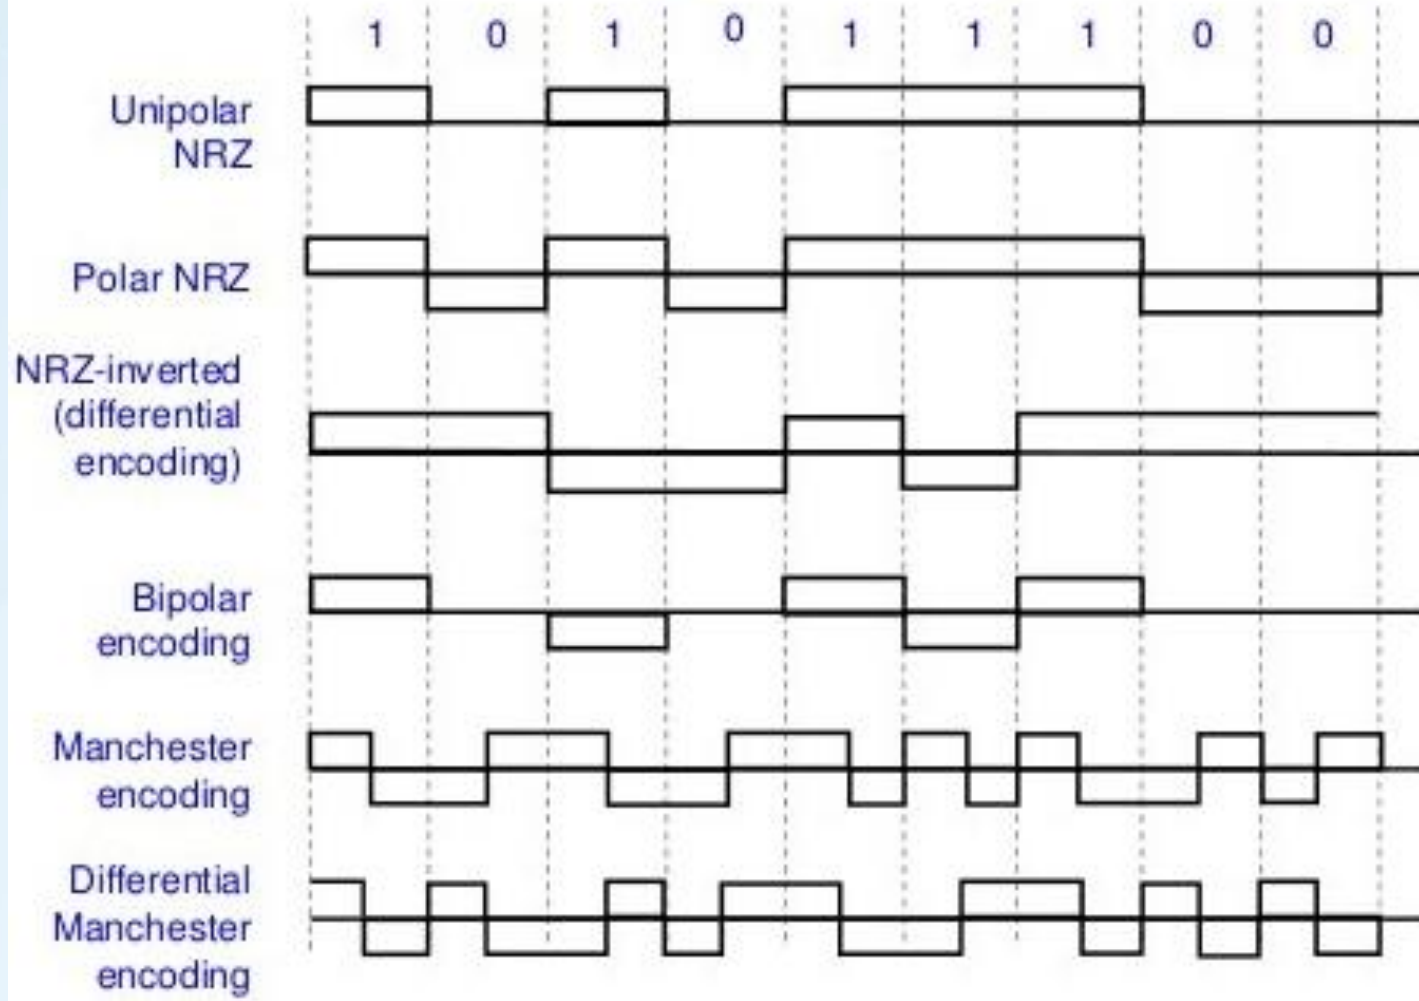 1 0 1 0 1 1 1 0 0
Unipolar
NRZ
Polar NRZ
NRZ-inverted
(differential
encoding)
Bipolar
encoding
Manchester
encoding
Differential
Manchester
encoding